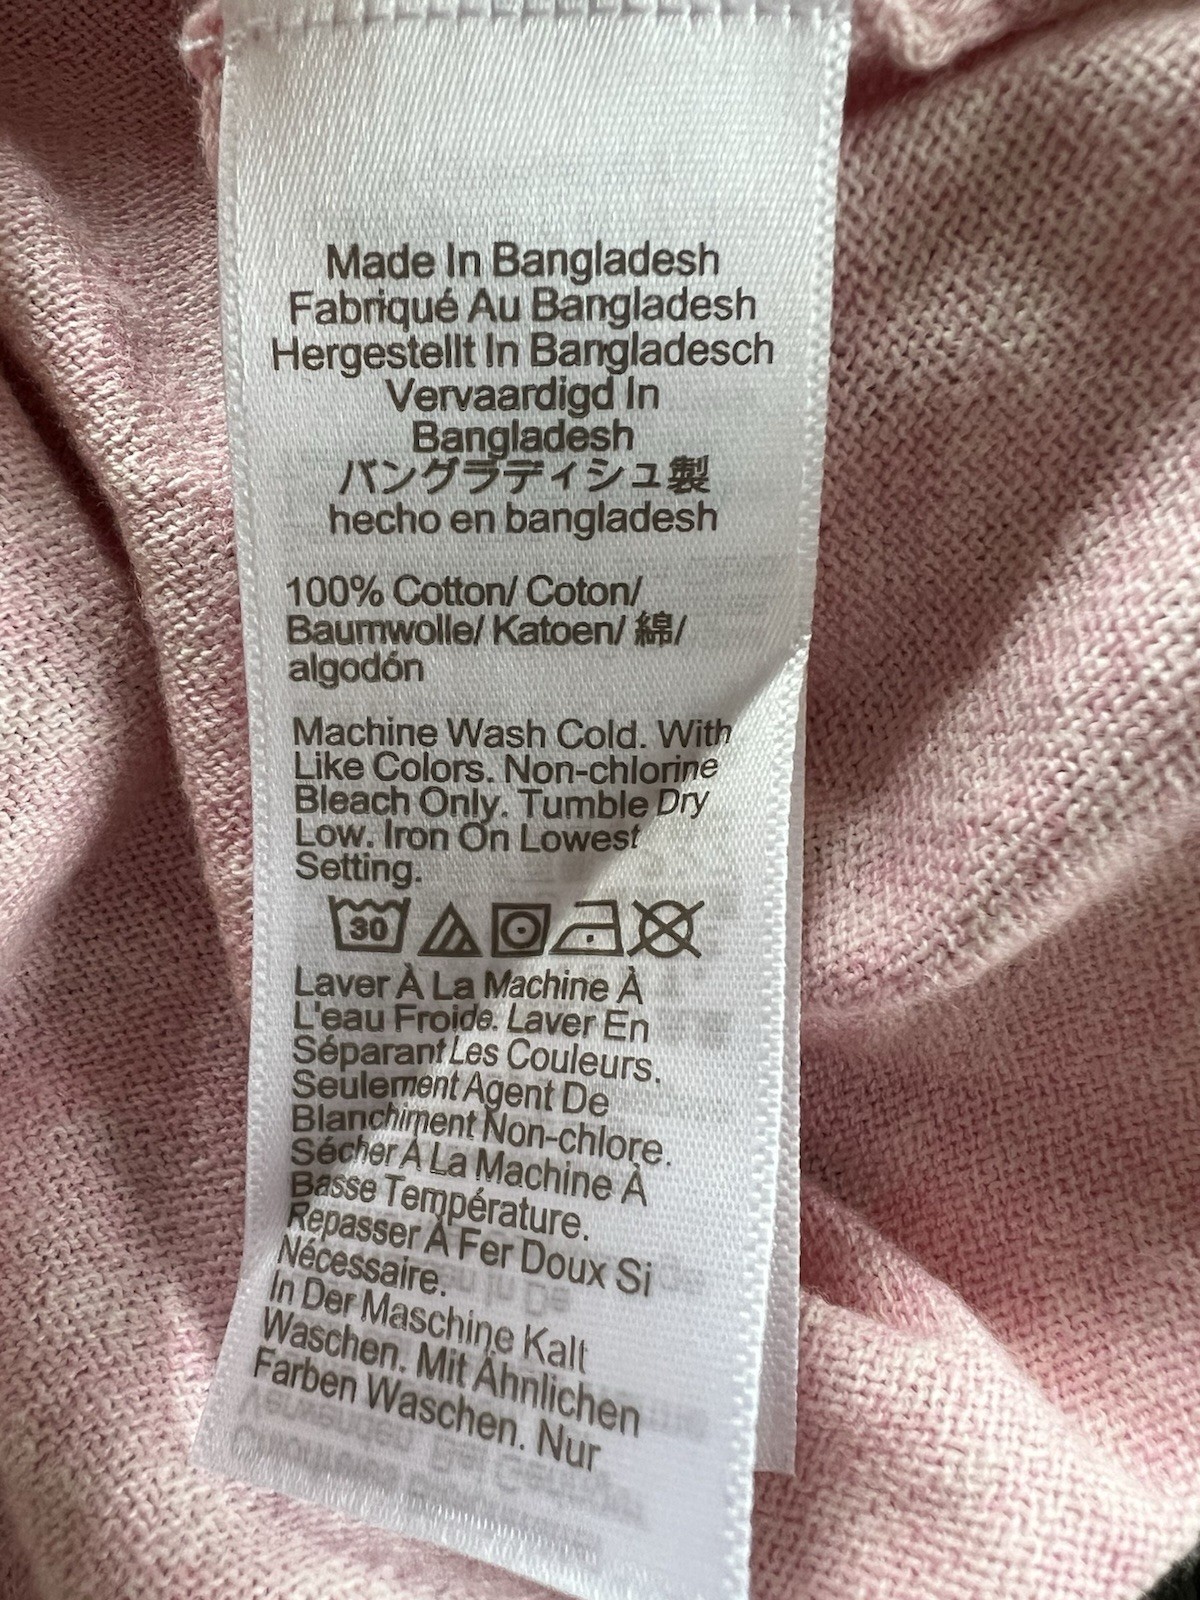 Made In Bangladesh
Fabriqué Au Bangladesh
Hergestellt In Bangladesch
Vervaardigd In
Bangladesh
バングラディシュ製
hecho en bangladesh
100% Cotton/ Coton/
Baumwolle/ Katoen/ 綿/
algodón
Machine Wash Cold. With
Like Colors. Non-chlorine
Bleach Only. Tumble Dry
Low. Iron On Lowest
Setting.
30
Laver À La Machine À
L'eau Froide. Laver En
Séparant Les Couleurs.
Seulement Agent De
Blanchiment Non-chlore.
Sécher À La Machine À
Basse Température.
Repasser À Fer Doux Si
Nécessaire.
In Der Maschine Kalt
Waschen. Mit Ähnlichen
Farben Waschen. Nur